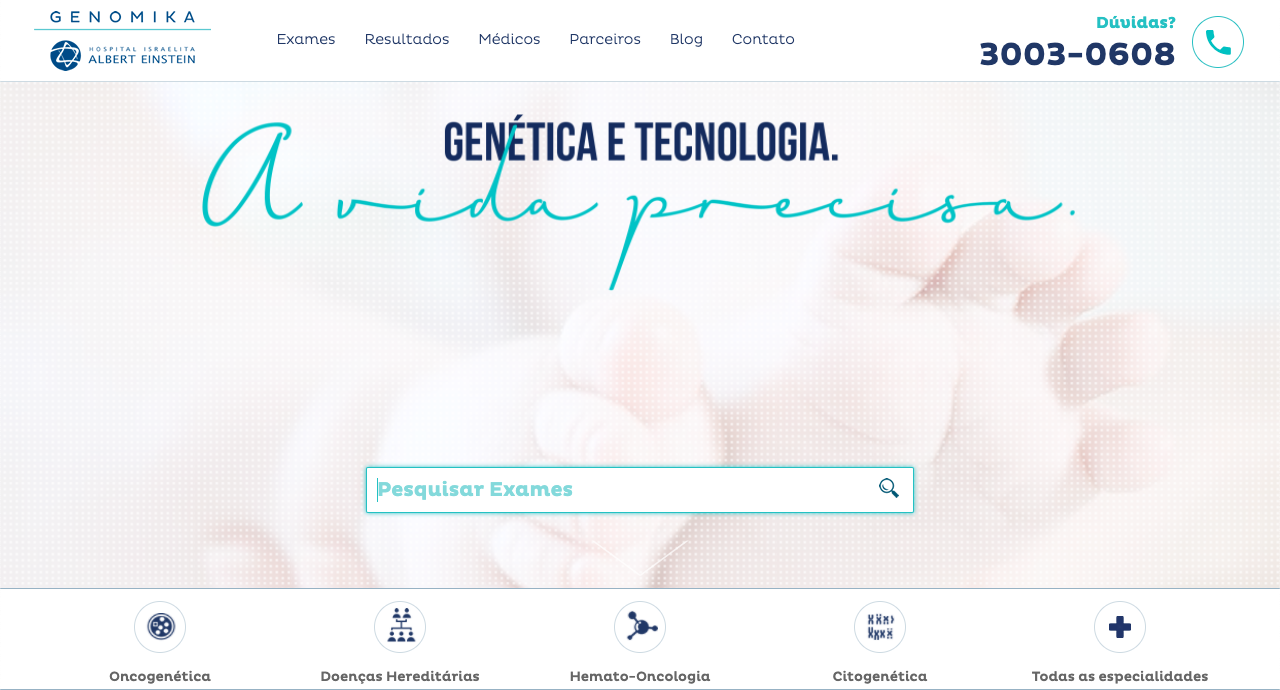 GENOMIKA
HOSPITAL ISRAELITA
ALBERT EINSTEIN
Exames Resultados Médicos Parceiros Blog Contato
Dúvidas?
3003-0608
GENÉTICA E TECNOLOGIA.
A vida precisa.
Pesquisar Exames
Oncogenética Doenças Hereditárias Hemato-Oncologia Citogenética Todas as especialidades